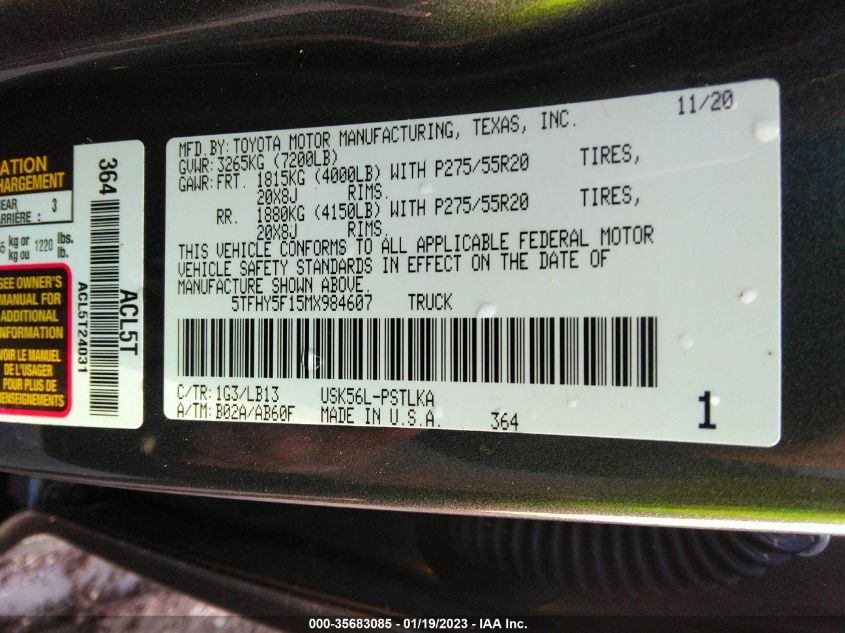 ATION
HARGEMENT
REAR
ARRIÈRE : 3
kg or 1220 lbs.
kg ou lb.
SEE OWNER'S
MANUAL FOR
ADDITIONAL
INFORMATION
VOIR LE MANUEL
DE L'USAGER
POUR PLUS DE
RENSEIGNEMENTS
364
ACL5T24031
ACL5T
11/20
MFD.BY:TOYOTA MOTOR MANUFACTURING, TEXAS, INC.
GVWR:3265KG (7200LB)
GAWR:FRT. 1815KG (4000LB) WITH P275/55R20 TIRES,
20X8J RIMS.
RR. 1880KG (4150LB) WITH P275/55R20 TIRES,
20X8J RIMS.
THIS VEHICLE CONFORMS TO ALL APPLICABLE FEDERAL MOTOR
VEHICLE SAFETY STANDARDS IN EFFECT ON THE DATE OF
MANUFACTURE SHOWN ABOVE.
5TFHY5F15MX984607 TRUCK
C/TR:1G3/LB13 USK56L-PSTLKA
A/TM:B02A/AB60F MADE IN U.S.A. 364 1
000-35683085 - 01/19/2023 - IAA Inc.